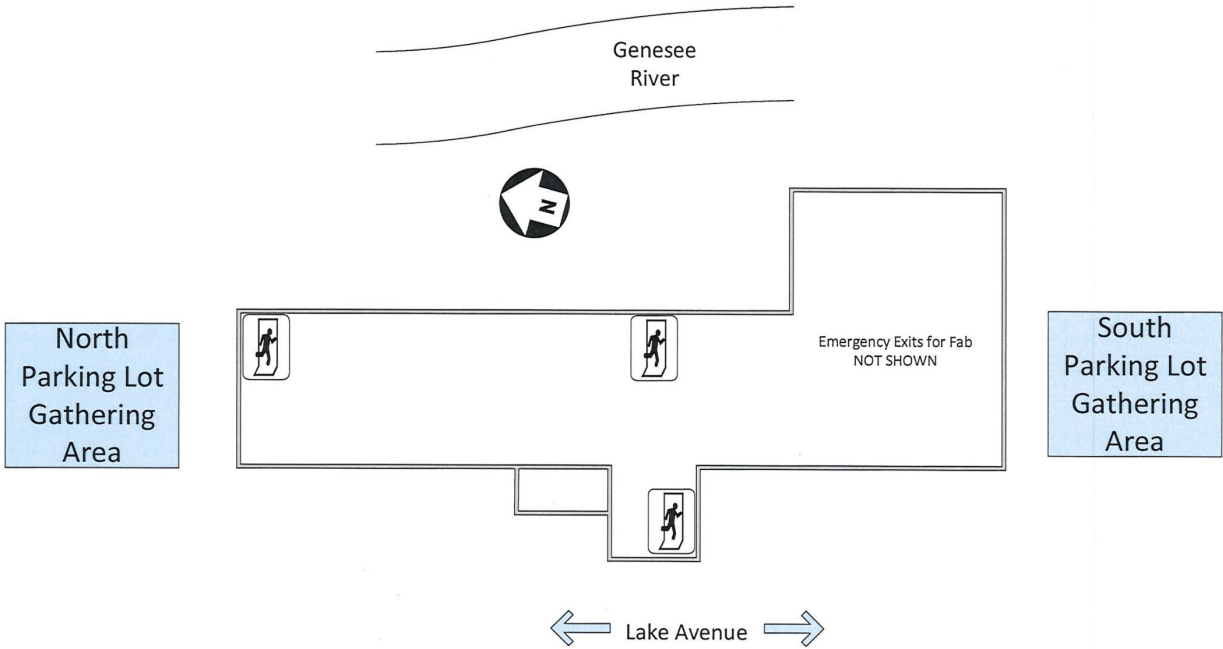 Genesee
River
N
North
Parking Lot
Gathering
Area
Emergency Exits for Fab
NOT SHOWN
South
Parking Lot
Gathering
Area
Lake Avenue